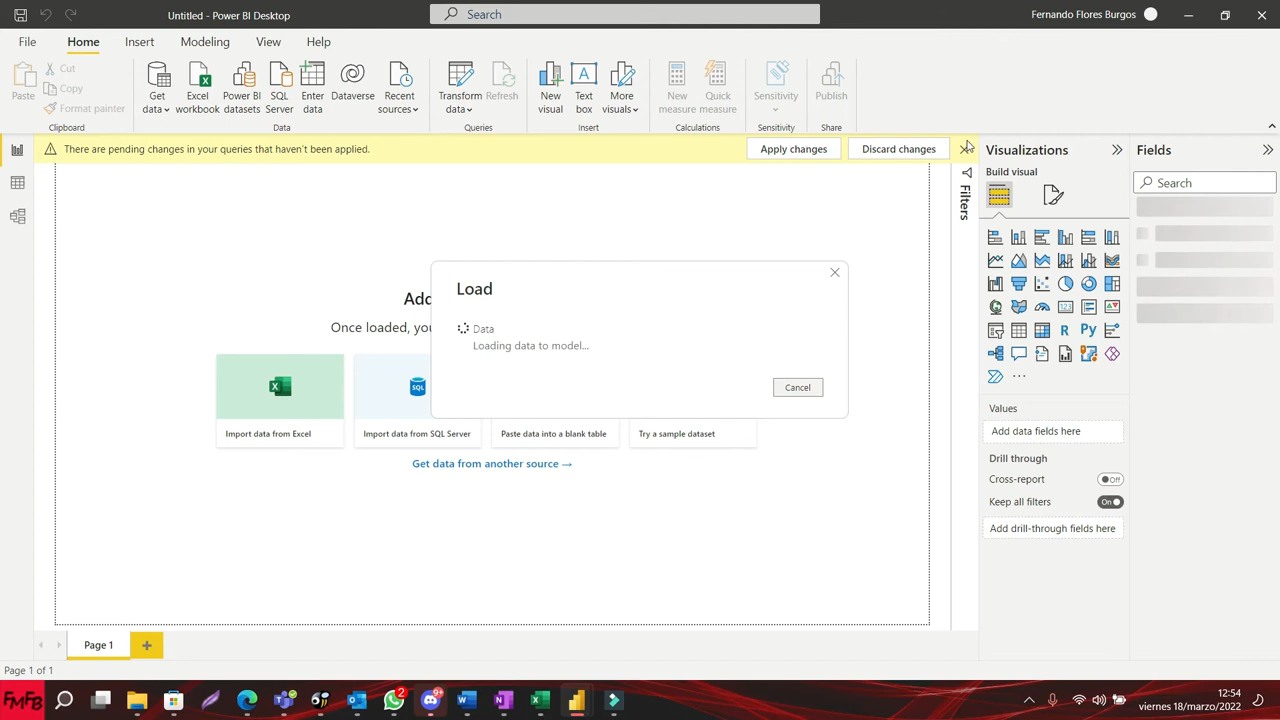 Untitled - Power BI Desktop
Search
Fernando Flores Burgos
File
Home
Insert
Modeling
View
Help
Paste
Cut
Copy
Format painter
Clipboard
Get data
Excel workbook
Power BI datasets
SQL Server
Enter data
Dataverse
Recent sources
Data
Transform data
Refresh
Queries
New visual
Text box
More visuals
Insert
New measure
Quick measure
Calculations
Sensitivity
Sensitivity
Publish
Share
There are pending changes in your queries that haven't been applied.
Apply changes
Discard changes
Filters
Visualizations
Build visual
Fields
Search
Add
Once loaded, you
SQL
Import data from Excel
Import data from SQL Server
Paste data into a blank table
Try a sample dataset
Get data from another source →
Load
Data
Loading data to model...
Cancel
123
R
Py
Values
Add data fields here
Drill through
Cross-report
Off
Keep all filters
On
Add drill-through fields here
Page 1
Page 1 of 1
FMFB
2
9+
12:54
viernes 18/marzo/2022